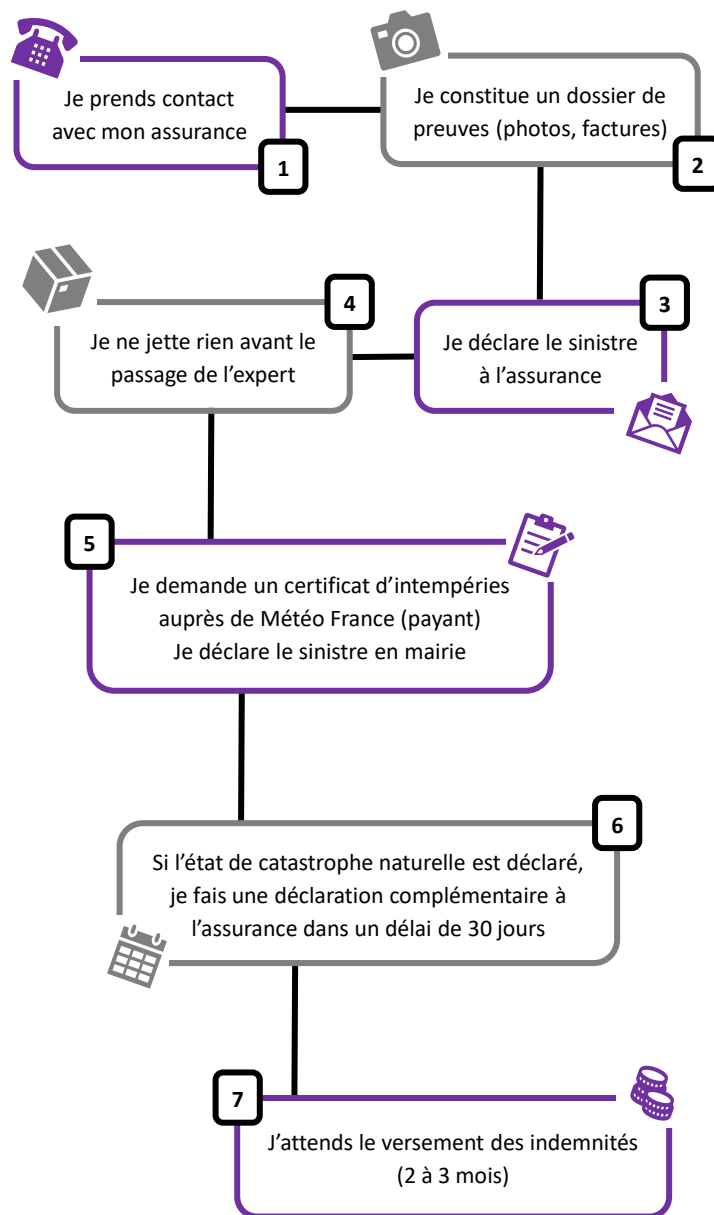 Je prends contact
avec mon assurance
1
Je constitue un dossier de
preuves (photos, factures)
2
3
Je déclare le sinistre
à l’assurance
4
Je ne jette rien avant le
passage de l’expert
5
Je demande un certificat d’intempéries
auprès de Météo France (payant)
Je déclare le sinistre en mairie
6
Si l’état de catastrophe naturelle est déclaré,
je fais une déclaration complémentaire à
l’assurance dans un délai de 30 jours
7
J’attends le versement des indemnités
(2 à 3 mois)